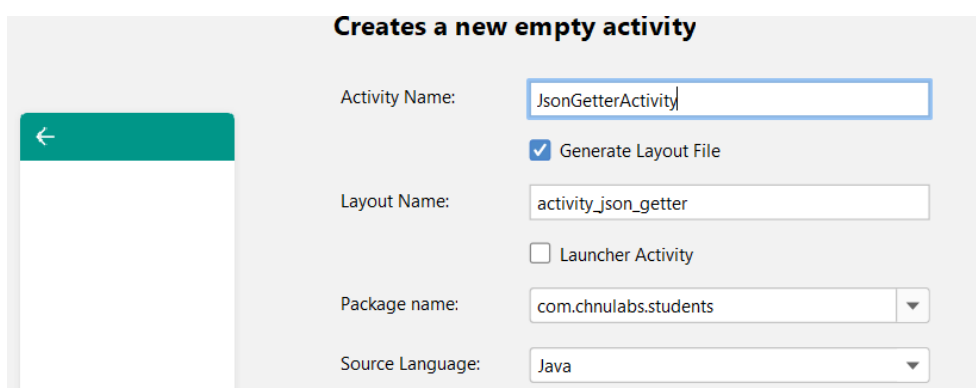 Creates a new empty activity
Activity Name:
JsonGetterActivity
Generate Layout File
Layout Name:
activity_json_getter
Launcher Activity
Package name:
com.chnulabs.students
Source Language:
Java